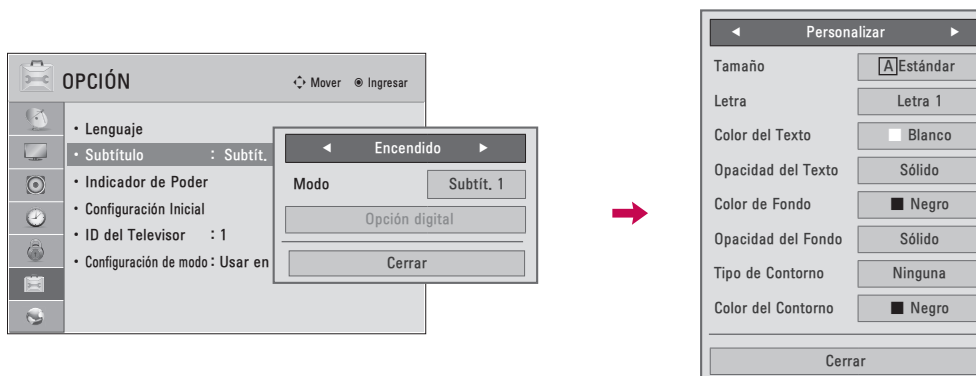 OPCIÓN
Mover
Ingresar
• Lenguaje
• Subtítulo : Subtít.
• Indicador de Poder
• Configuración Inicial
• ID del Televisor : 1
• Configuración de modo : Usar en
◄ Encendido ►
Modo Subtít. 1
Opción digital
Cerrar
◄ Personalizar ►
Tamaño A Estándar
Letra Letra 1
Color del Texto Blanco
Opacidad del Texto Sólido
Color de Fondo Negro
Opacidad del Fondo Sólido
Tipo de Contorno Ninguna
Color del Contorno Negro
Cerrar